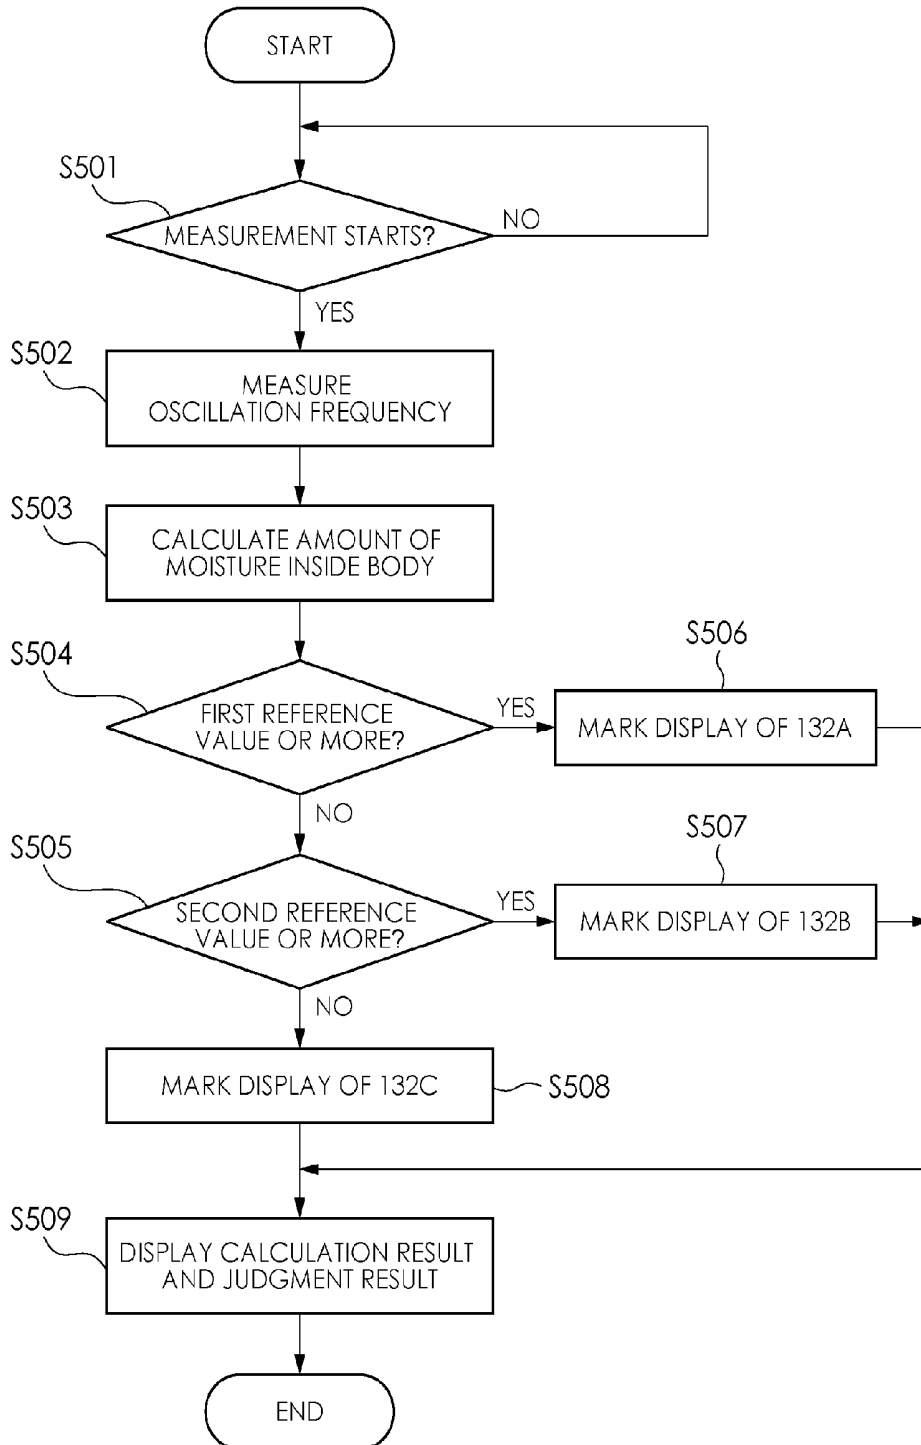 START
S501
MEASUREMENT STARTS?
NO
YES
S502
MEASURE
OSCILLATION FREQUENCY
S503
CALCULATE AMOUNT OF
MOISTURE INSIDE BODY
S504
FIRST REFERENCE
VALUE OR MORE?
YES
S506
MARK DISPLAY OF 132A
NO
S505
SECOND REFERENCE
VALUE OR MORE?
YES
S507
MARK DISPLAY OF 132B
NO
MARK DISPLAY OF 132C
S508
S509
DISPLAY CALCULATION RESULT
AND JUDGMENT RESULT
END